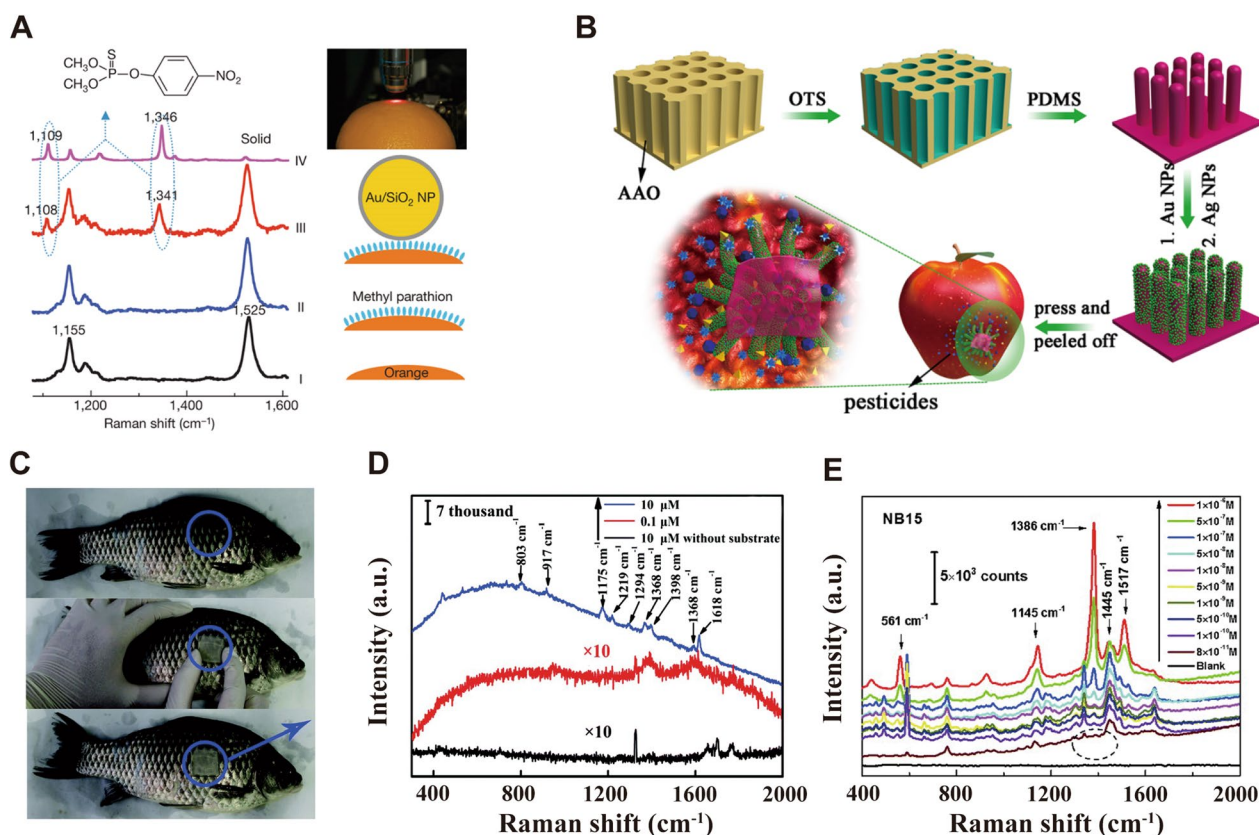 A
CH₃O
CH₃O
S
P
O
NO₂
1,109
1,346
Solid
IV
1,108
1,341
III
II
1,155
1,525
I
1,200
1,400
1,600
Raman shift (cm⁻¹)
Au/SiO₂ NP
Methyl parathion
Orange
B
OTS
PDMS
AAO
1. Au NPs
2. Ag NPs
press and
peeled off
pesticides
C
D
7 thousand
10 μM
0.1 μM
10 μM without substrate
803 cm⁻¹
917 cm⁻¹
1175 cm⁻¹
1219 cm⁻¹
1294 cm⁻¹
1368 cm⁻¹
1398 cm⁻¹
1368 cm⁻¹
1618 cm⁻¹
×10
×10
Intensity (a.u.)
400
800
1200
1600
2000
Raman shift (cm⁻¹)
E
NB15
5×10³ counts
561 cm⁻¹
1145 cm⁻¹
1386 cm⁻¹
1445 cm⁻¹
1517 cm⁻¹
1×10⁻⁶M
5×10⁻⁷M
1×10⁻⁷M
5×10⁻⁸M
1×10⁻⁸M
5×10⁻⁹M
1×10⁻⁹M
5×10⁻¹⁰M
1×10⁻¹⁰M
8×10⁻¹¹M
Blank
Intensity (a.u.)
400
800
1200
1600
2000
Raman shift (cm⁻¹)